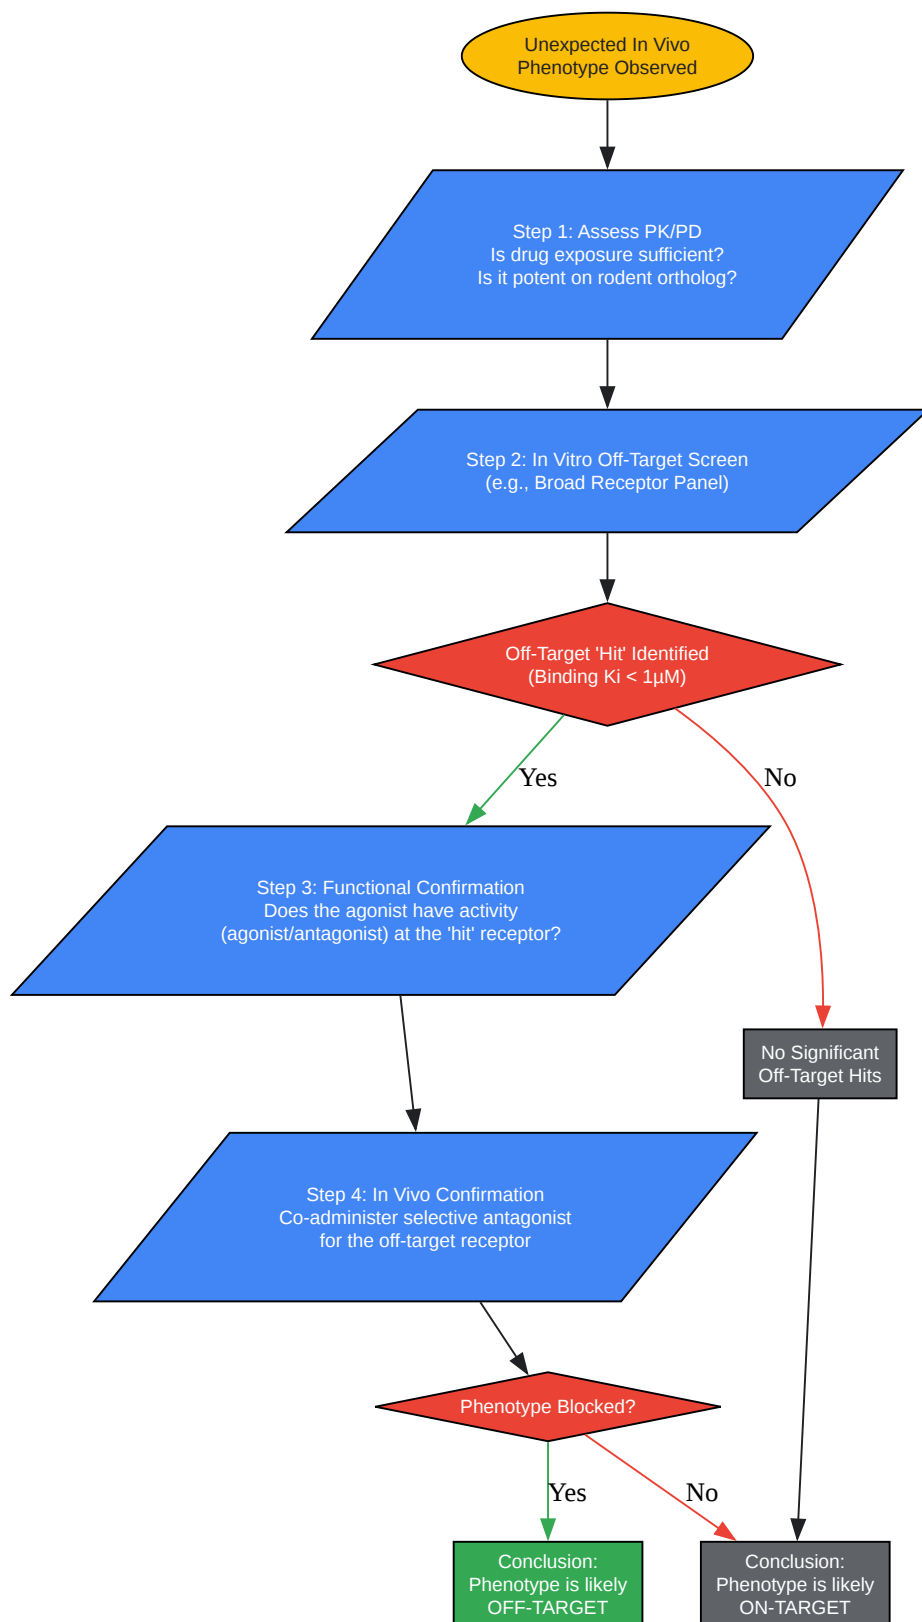 Unexpected In Vivo
Phenotype Observed
Step 1: Assess PK/PD
Is drug exposure sufficient?
Is it potent on rodent ortholog?
Step 2: In Vitro Off-Target Screen
(e.g., Broad Receptor Panel)
Off-Target 'Hit' Identified
(Binding Ki < 1µM)
Yes
No
Step 3: Functional Confirmation
Does the agonist have activity
(agonist/antagonist) at the 'hit' receptor?
No Significant
Off-Target Hits
Step 4: In Vivo Confirmation
Co-administer selective antagonist
for the off-target receptor
Phenotype Blocked?
Yes
No
Conclusion:
Phenotype is likely
OFF-TARGET
Conclusion:
Phenotype is likely
ON-TARGET